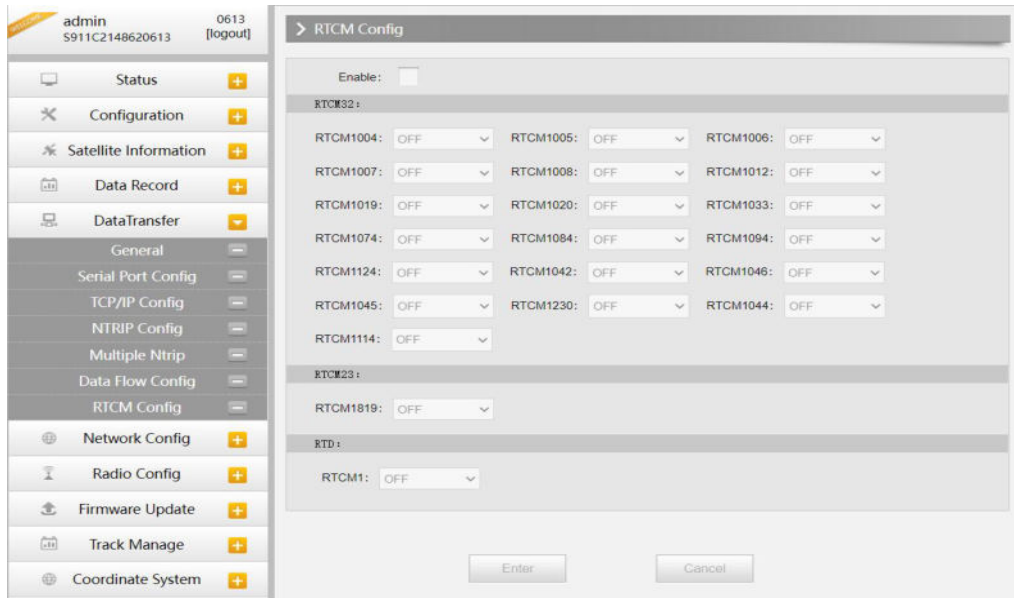 WELCOME
admin 0613
S911C2148620613 [logout]
Status
Configuration
Satellite Information
Data Record
DataTransfer
General
Serial Port Config
TCP/IP Config
NTRIP Config
Multiple Ntrip
Data Flow Config
RTCM Config
Network Config
Radio Config
Firmware Update
Track Manage
Coordinate System
RTCM Config
Enable:
RTCM32:
RTCM1004: OFF RTCM1005: OFF RTCM1006: OFF
RTCM1007: OFF RTCM1008: OFF RTCM1012: OFF
RTCM1019: OFF RTCM1020: OFF RTCM1033: OFF
RTCM1074: OFF RTCM1084: OFF RTCM1094: OFF
RTCM1124: OFF RTCM1042: OFF RTCM1046: OFF
RTCM1045: OFF RTCM1230: OFF RTCM1044: OFF
RTCM1114: OFF
RTCM23:
RTCM1819: OFF
RTD:
RTCM1: OFF
Enter Cancel